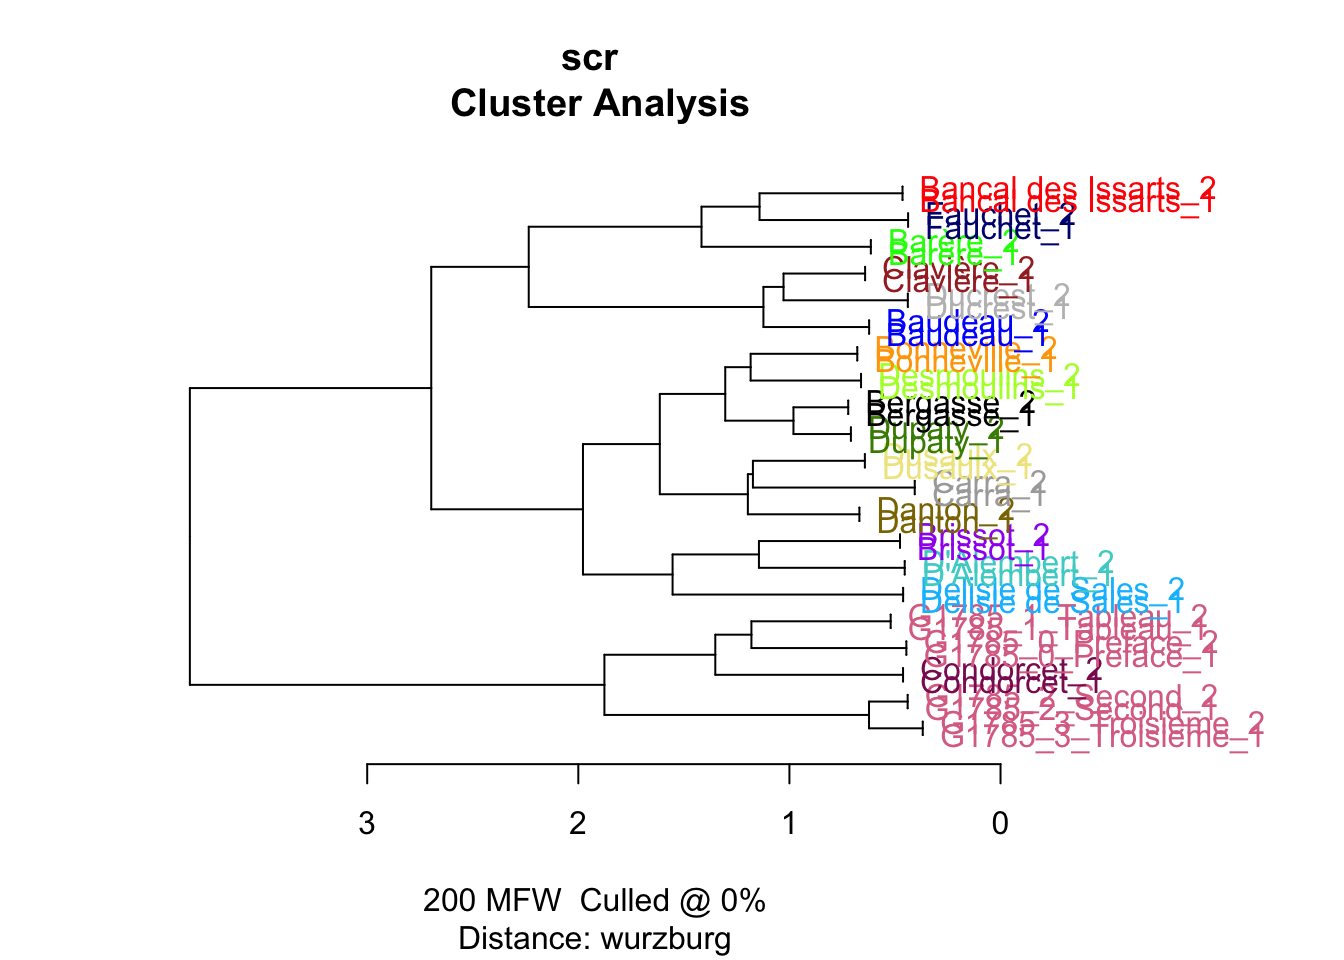 scr
Cluster Analysis
Bancal des Issarts_2
Bancal des Issarts_1
Fauchet_2
Fauchet_1
Barère_2
Barère_1
Clavière_2
Clavière_1
Ducrest_2
Ducrest_1
Baudeau_2
Baudeau_1
Bonneville_2
Bonneville_1
Desmoulins_2
Desmoulins_1
Bergasse_2
Bergasse_1
Dupaty_2
Dupaty_1
Dusaulx_2
Dusaulx_1
Carra_2
Carra_1
Danton_2
Danton_1
Brissot_2
Brissot_1
D'Alembert_2
D'Alembert_1
Delisle de Sales_2
Delisle de Sales_1
G1785_1_Tableau_2
G1785_1_Tableau_1
G1785_0_Preface_2
G1785_0_Preface_1
Condorcet_2
Condorcet_1
G1785_2_Second_2
G1785_2_Second_1
G1785_3_Troisieme_2
G1785_3_Troisieme_1
3 2 1 0
200 MFW Culled @ 0%
Distance: wurzburg